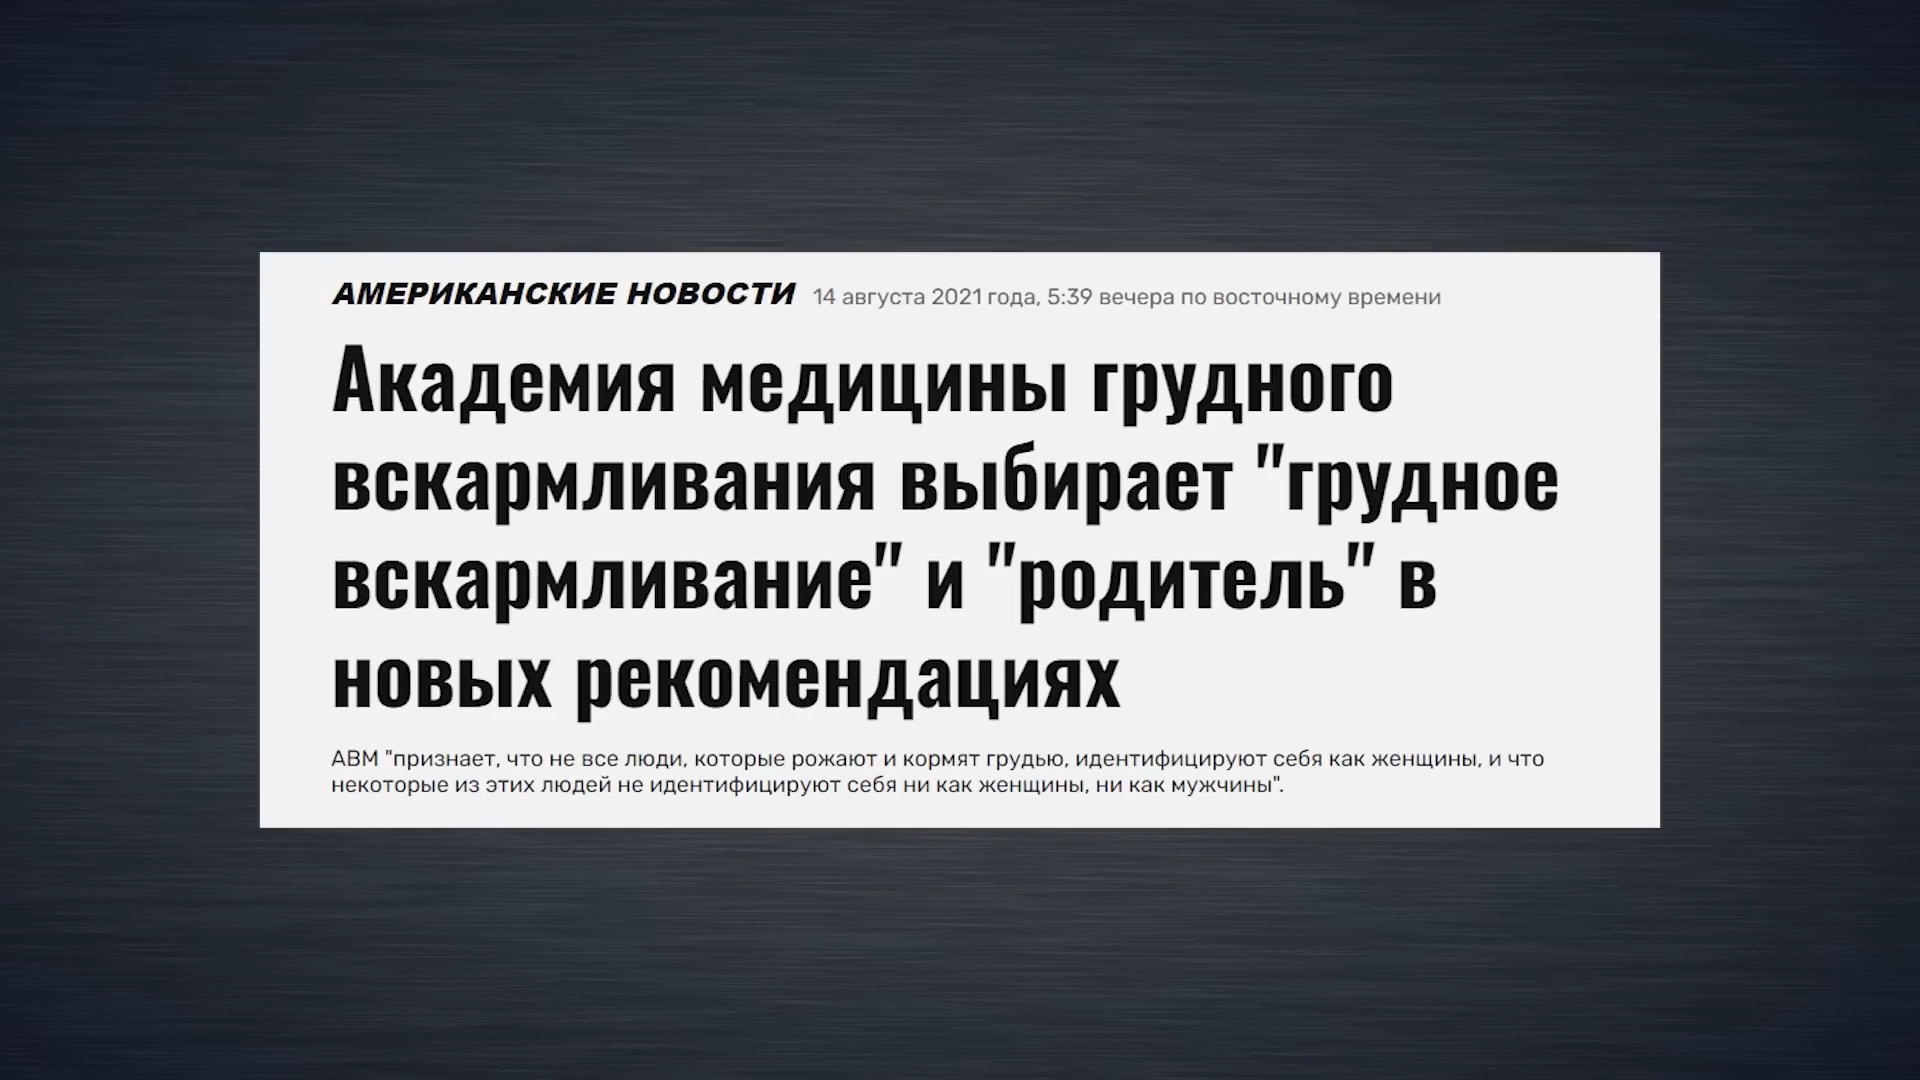 АМЕРИКАНСКИЕ НОВОСТИ 14 августа 2021 года, 5:39 вечера по восточному времени
Академия медицины грудного
вскармливания выбирает "грудное
вскармливание" и "родитель" в
новых рекомендациях
АВМ "признает, что не все люди, которые рожают и кормят грудью, идентифицируют себя как женщины, и что
некоторые из этих людей не идентифицируют себя ни как женщины, ни как мужчины".